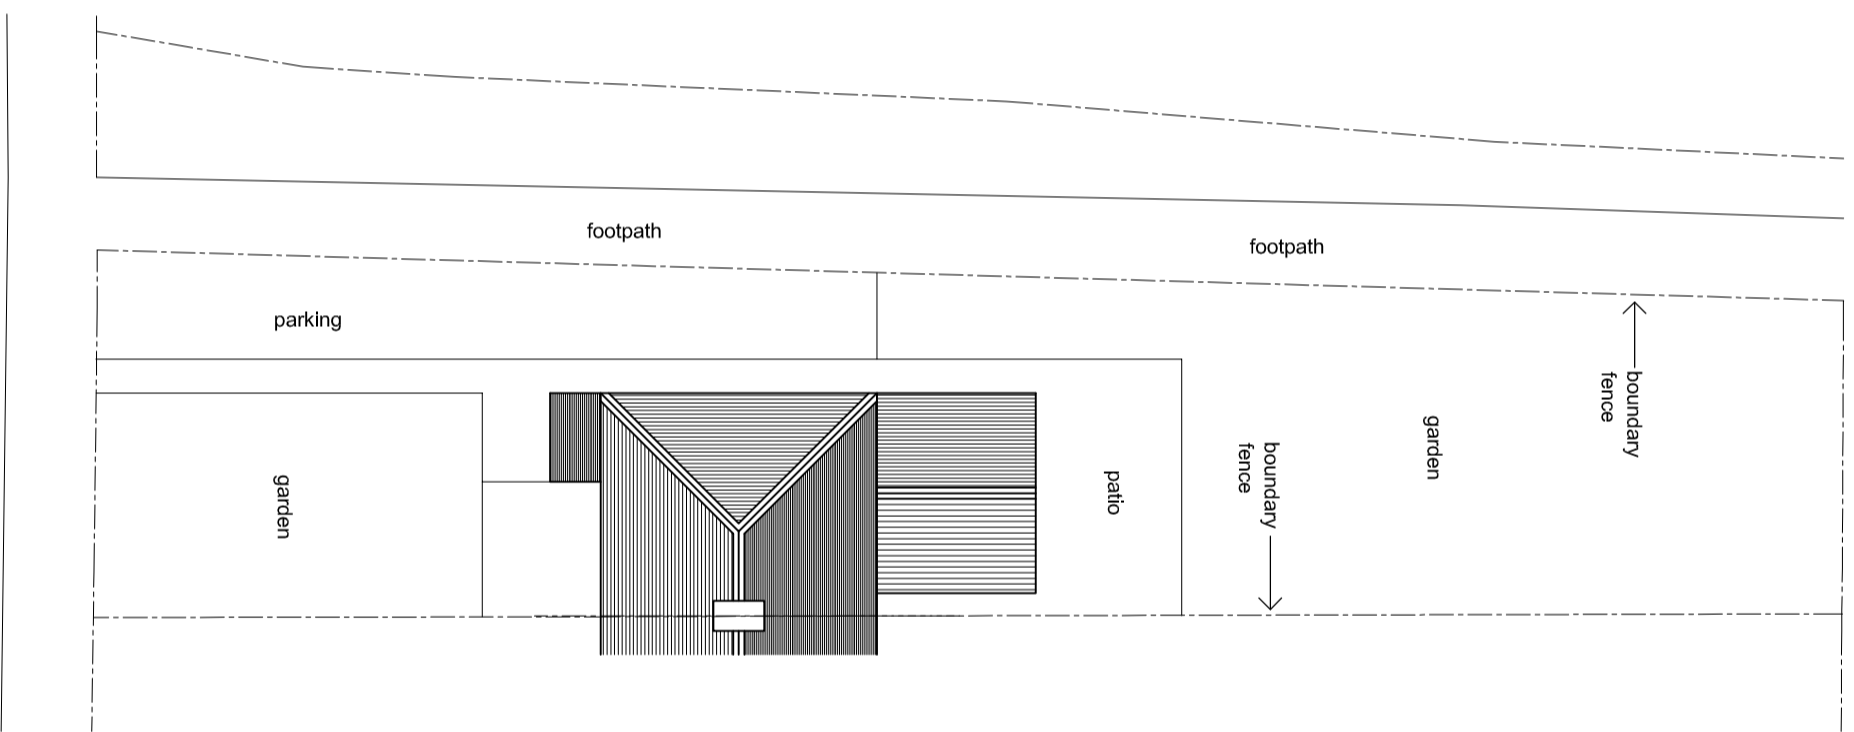 footpath
footpath
parking
boundary
fence
garden
boundary
fence
patio
garden